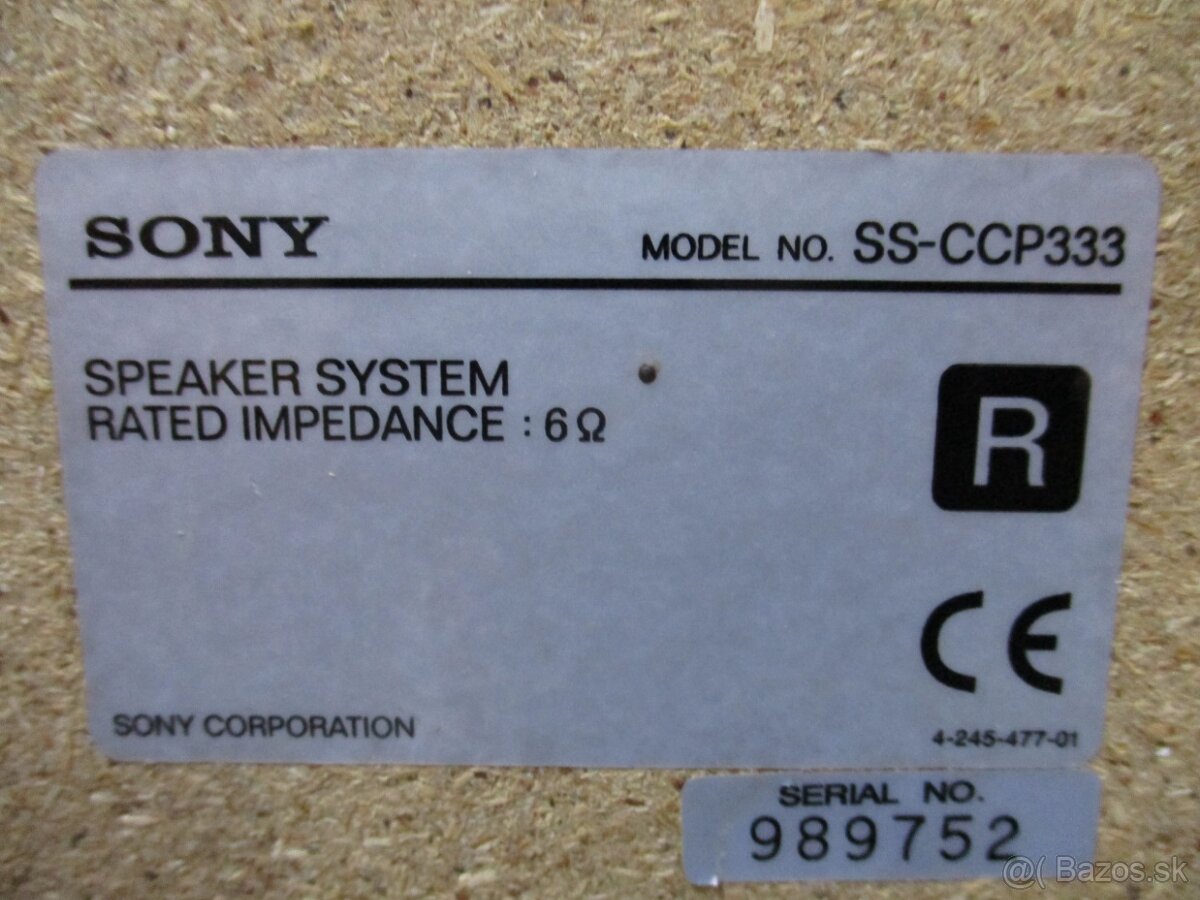 SONY MODEL NO. SS-CCP333
SPEAKER SYSTEM
RATED IMPEDANCE : 6Ω
R
CE
SONY CORPORATION 4-245-477-01
SERIAL NO.
989752
@( Bazos.sk